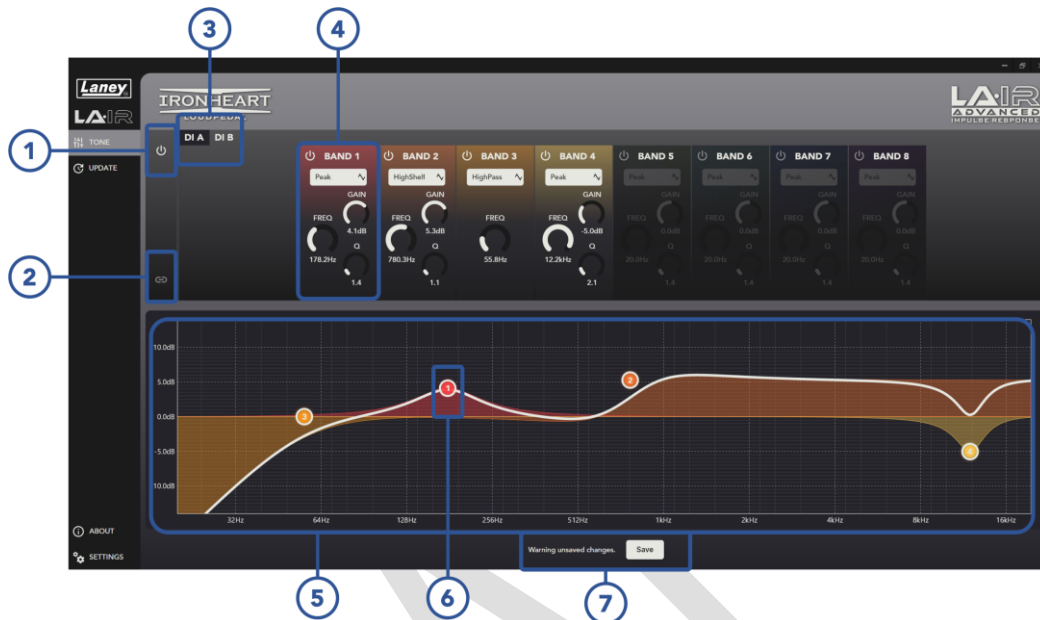 3
4
Laney
IRONHEART
LOUDPEDAL
LA·IR
LA·IR
ADVANCED
IMPULSE RESPONSE
1
TONE
DI A DI B
UPDATE
BAND 1 BAND 2 BAND 3 BAND 4 BAND 5 BAND 6 BAND 7 BAND 8
Peak HighShelf HighPass Peak Peak Peak Peak Peak
GAIN GAIN GAIN GAIN GAIN GAIN GAIN
FREQ FREQ FREQ FREQ FREQ FREQ FREQ FREQ
4.1dB 5.3dB -5.0dB 0.0dB 0.0dB 0.0dB 0.0dB
Q Q Q Q Q Q Q
178.2Hz 780.3Hz 55.8Hz 12.2kHz 20.0Hz 20.0Hz 20.0Hz 20.0Hz
1.4 1.1 2.1 1.4 1.4 1.4 1.4
2
10.0dB
5.0dB
0.0dB
-5.0dB
10.0dB
3
1
2
4
32Hz 64Hz 128Hz 256Hz 512Hz 1kHz 2kHz 4kHz 8kHz 16kHz
ABOUT
SETTINGS
Warning unsaved changes. Save
5
6
7